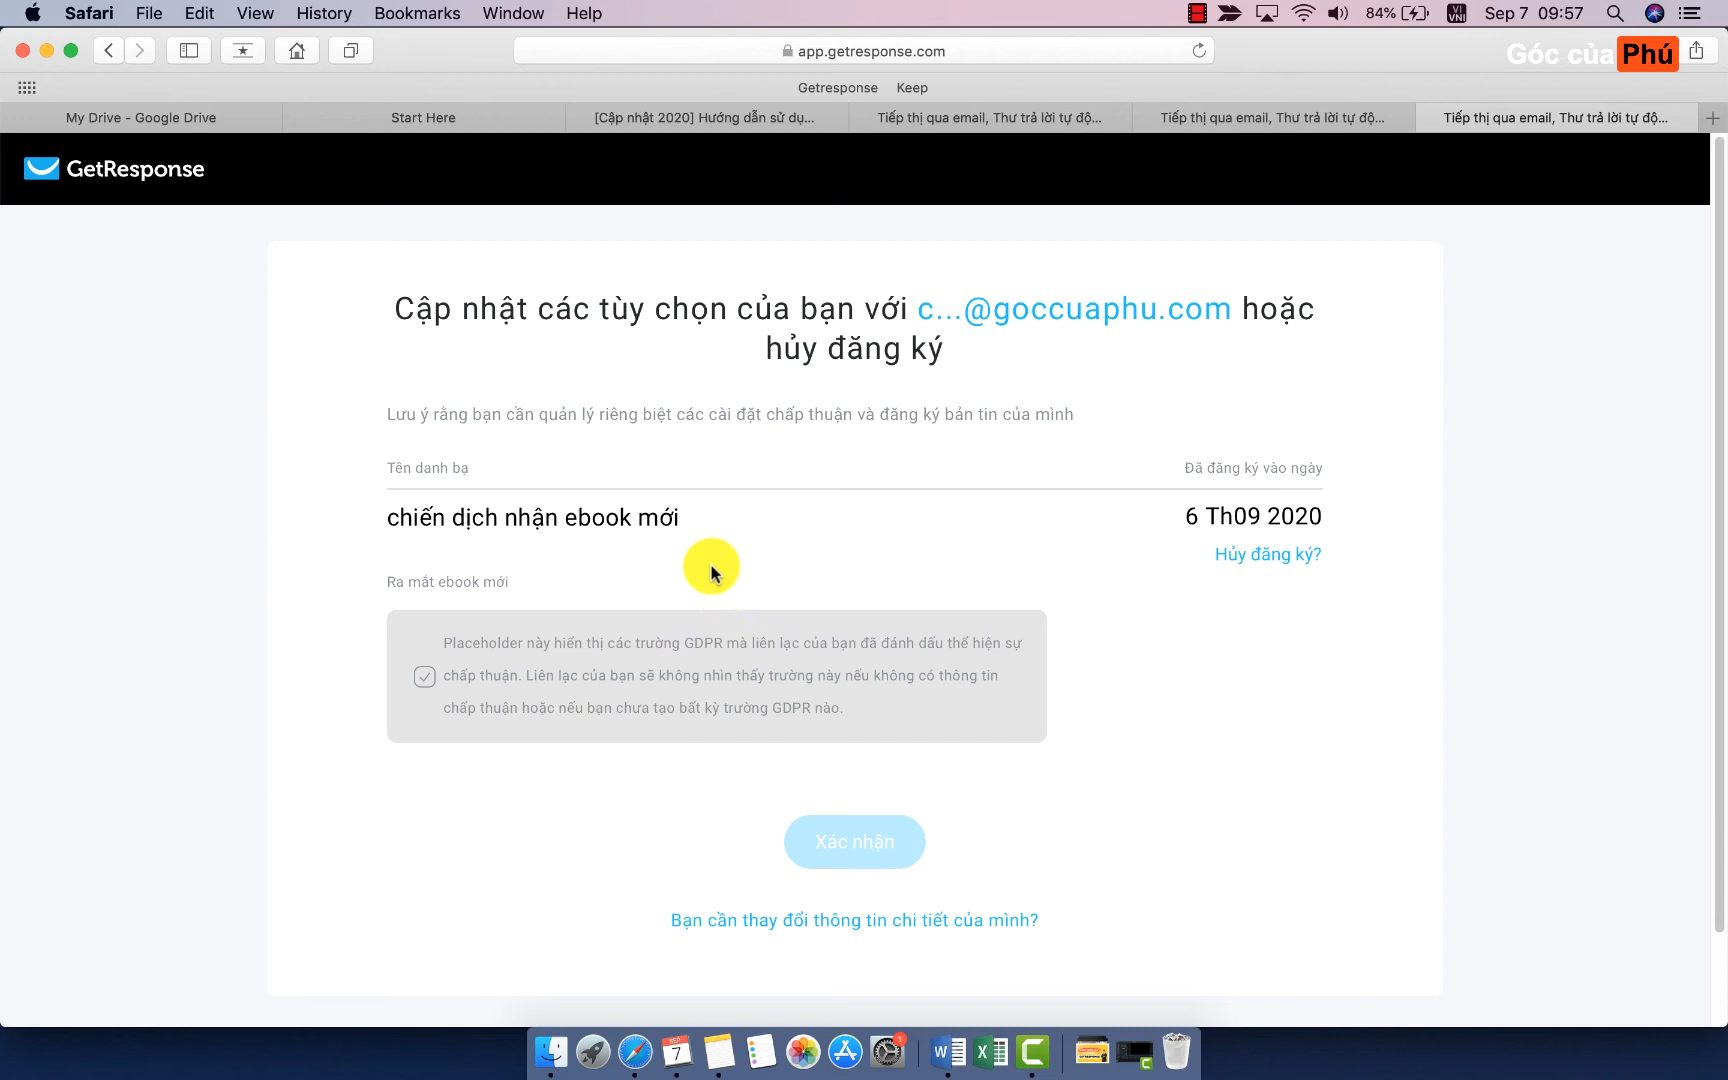 Safari File Edit View History Bookmarks Window Help 84% VI VNI Sep 7 09:57
app.getresponse.com
Góc của Phú
Getresponse Keep
My Drive - Google Drive
Start Here
[Cập nhật 2020] Hướng dẫn sử dụ...
Tiếp thị qua email, Thư trả lời tự độ...
Tiếp thị qua email, Thư trả lời tự độ...
Tiếp thị qua email, Thư trả lời tự độ...
GetResponse
Cập nhật các tùy chọn của bạn với c...@goccuaphu.com hoặc
hủy đăng ký
Lưu ý rằng bạn cần quản lý riêng biệt các cài đặt chấp thuận và đăng ký bản tin của mình
Tên danh bạ Đã đăng ký vào ngày
chiến dịch nhận ebook mới 6 Th09 2020
Hủy đăng ký?
Ra mắt ebook mới
Placeholder này hiển thị các trường GDPR mà liên lạc của bạn đã đánh dấu thể hiện sự
chấp thuận. Liên lạc của bạn sẽ không nhìn thấy trường này nếu không có thông tin
chấp thuận hoặc nếu bạn chưa tạo bất kỳ trường GDPR nào.
Xác nhận
Bạn cần thay đổi thông tin chi tiết của mình?
SEP
7
1
W
X
C